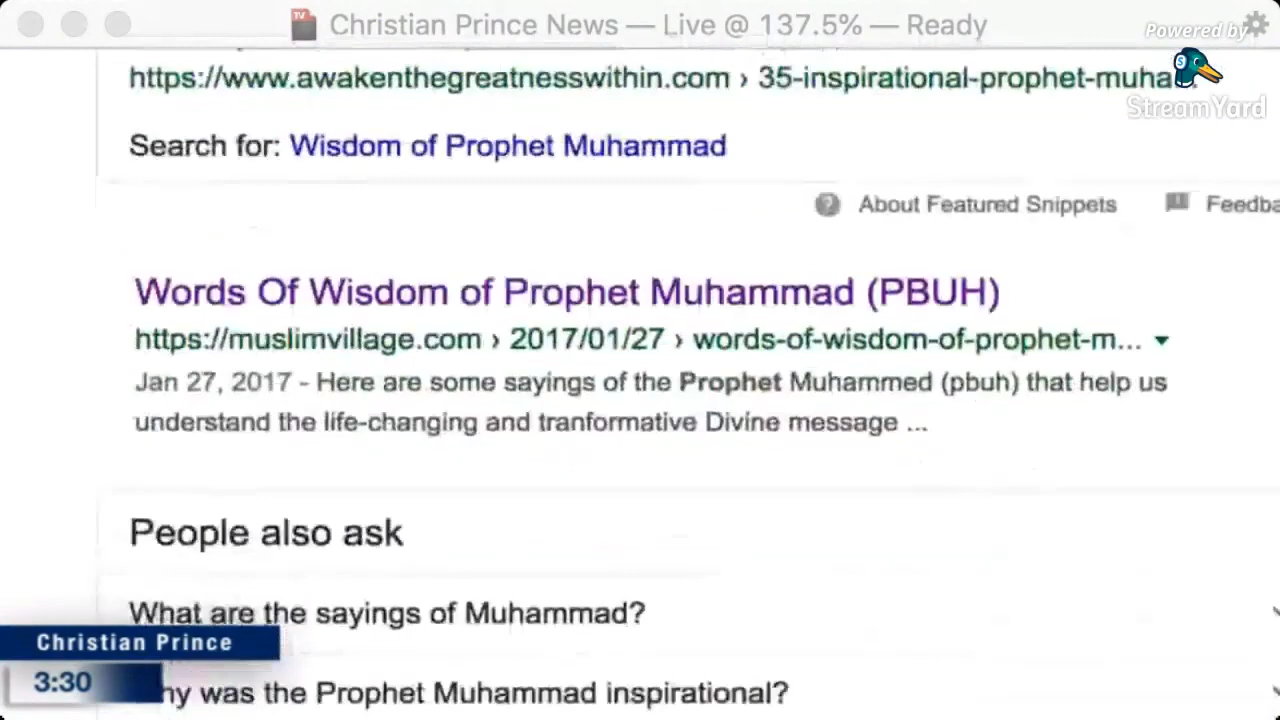 Christian Prince News — Live @ 137.5% — Ready
Powered by
StreamYard
https://www.awakenthegreatnesswithin.com › 35-inspirational-prophet-muha...
Search for: Wisdom of Prophet Muhammad
About Featured Snippets
Feedba
Words Of Wisdom of Prophet Muhammad (PBUH)
https://muslimvillage.com › 2017/01/27 › words-of-wisdom-of-prophet-m...
Jan 27, 2017 - Here are some sayings of the Prophet Muhammed (pbuh) that help us
understand the life-changing and tranformative Divine message ...
People also ask
What are the sayings of Muhammad?
Christian Prince
3:30
hy was the Prophet Muhammad inspirational?